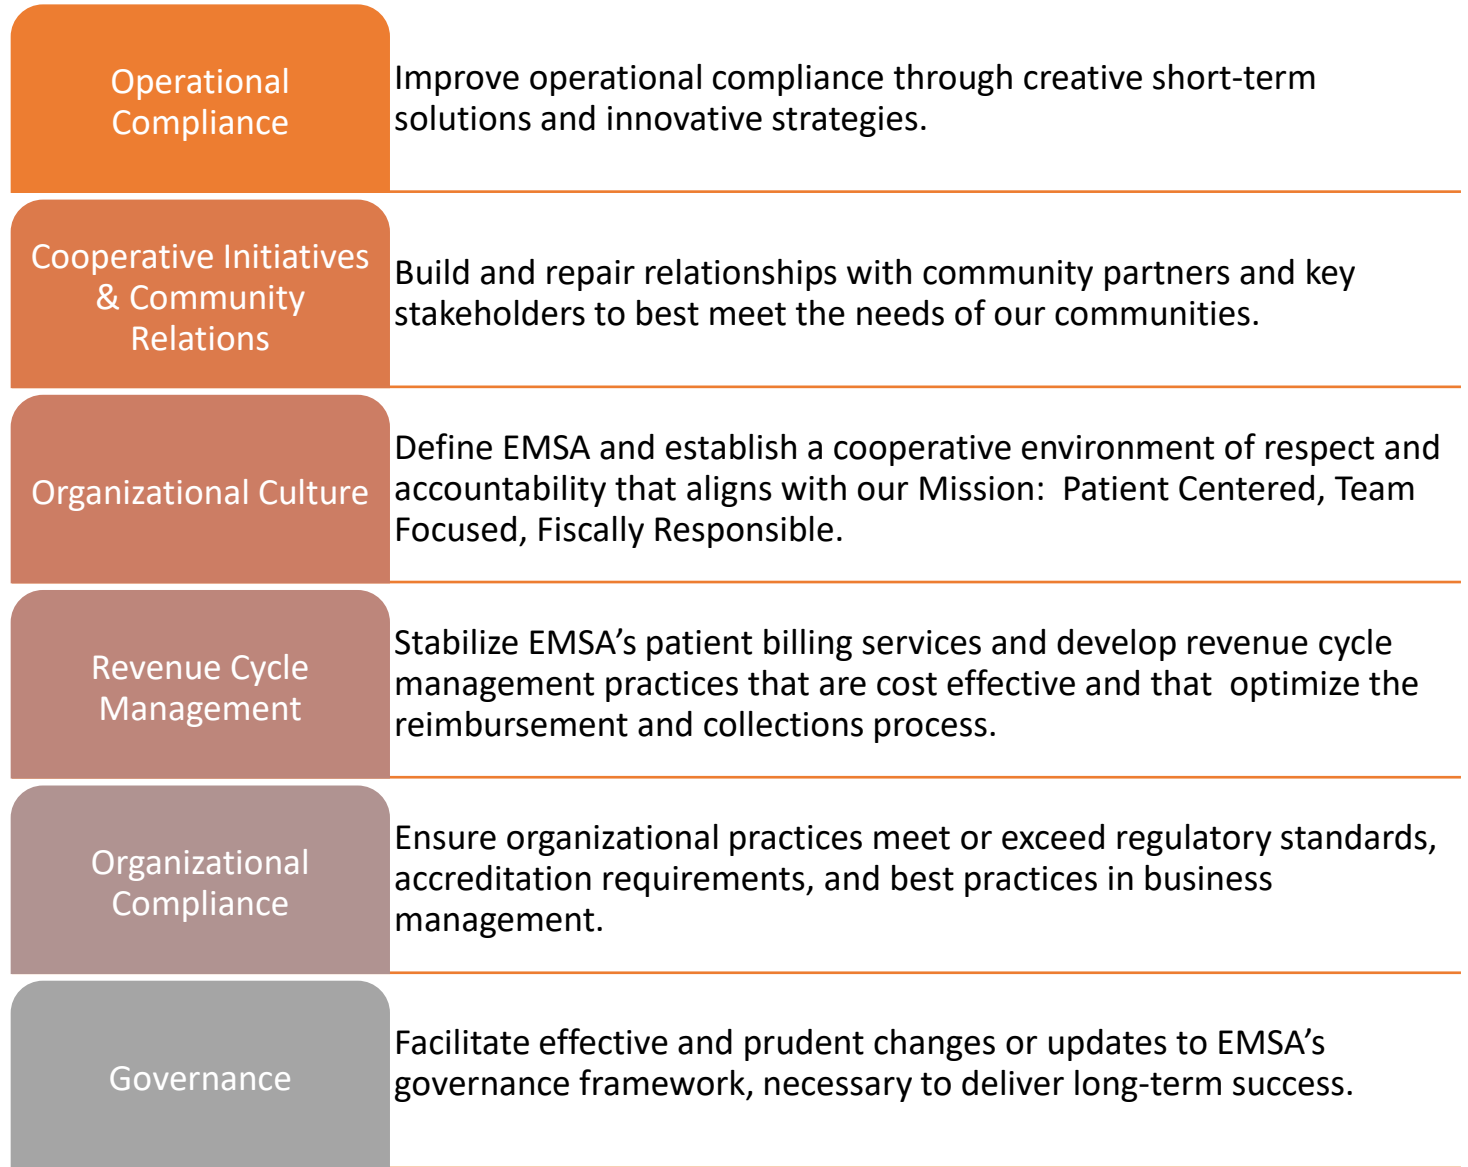 Operational
Compliance
Improve operational compliance through creative short-term
solutions and innovative strategies.
Cooperative Initiatives
& Community
Relations
Build and repair relationships with community partners and key
stakeholders to best meet the needs of our communities.
Organizational Culture
Define EMSA and establish a cooperative environment of respect and
accountability that aligns with our Mission:  Patient Centered, Team
Focused, Fiscally Responsible.
Revenue Cycle
Management
Stabilize EMSA’s patient billing services and develop revenue cycle
management practices that are cost effective and that  optimize the
reimbursement and collections process.
Organizational
Compliance
Ensure organizational practices meet or exceed regulatory standards,
accreditation requirements, and best practices in business
management.
Governance
Facilitate effective and prudent changes or updates to EMSA’s
governance framework, necessary to deliver long-term success.